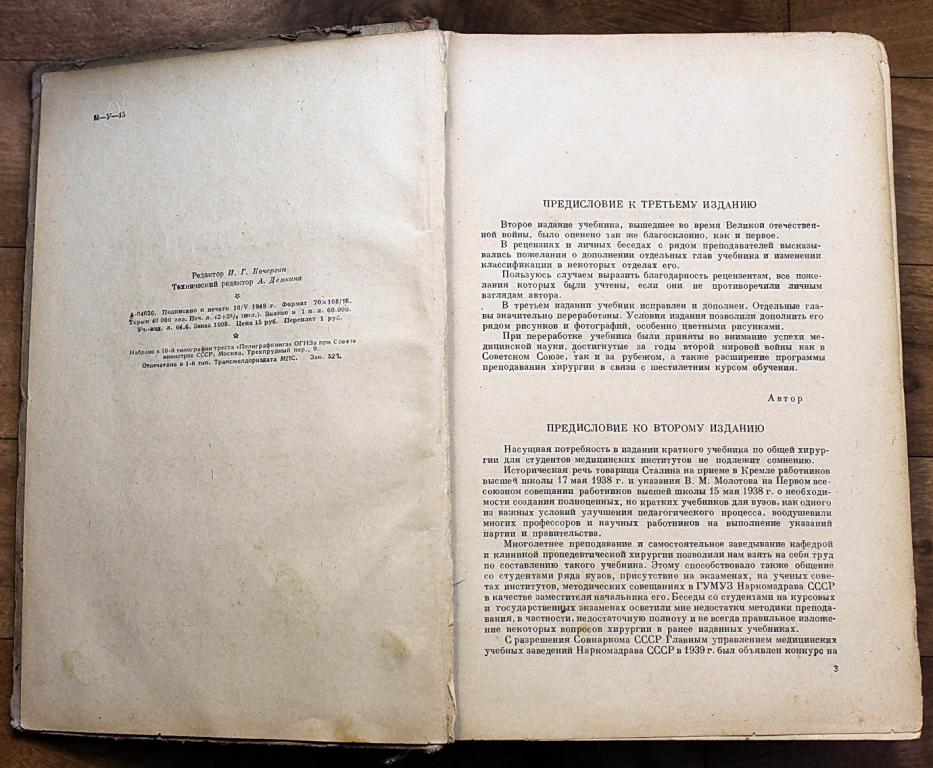 М—У—15
Редактор И. Г. Кочергин
Технический редактор А. Демкина
А-04626. Подписано к печати 10/V 1948 г. Формат 70×108/16.
Тираж 40 000 экз. Печ. л. (вкл.). Знаков в 1 п л. 60.000.
Уч.-изд. л. 64,6. Заказ 1008. Цена 15 руб. Переплет 1 руб.
Набрано в 16-й типографии треста «Полиграфкнига» ОГИЗа при Совете
министров СССР, Москва, Трехпрудный пер., 9.
Отпечатано в 1-й тип. Трансжелдориздата МПС. Зак.
ПРЕДИСЛОВИЕ К ТРЕТЬЕМУ ИЗДАНИЮ
Второе издание учебника, вышедшее во время Великой отечествен-
ной войны, было оценено так же благосклонно, как и первое.
В рецензиях и личных беседах с рядом преподавателей высказы-
вались пожелания о дополнении отдельных глав учебника и изменении
классификации в некоторых отделах его.
Пользуюсь случаем выразить благодарность рецензентам, все поже-
лания которых были учтены, если они не противоречили личным
взглядам автора.
В третьем издании учебник исправлен и дополнен. Отдельные гла-
вы значительно переработаны. Условия издания позволили дополнить его
рядом рисунков и фотографий, особенно цветными рисунками.
При переработке учебника были приняты во внимание успехи ме-
дицинской науки, достигнутые за годы второй мировой войны как в
Советском Союзе, так и за рубежом, а также расширение программы
преподавания хирургии в связи с шестилетним курсом обучения.
Автор
ПРЕДИСЛОВИЕ КО ВТОРОМУ ИЗДАНИЮ
Насущная потребность в издании краткого учебника по общей хирур-
гии для студентов медицинских институтов не подлежит сомнению.
Историческая речь товарища Сталина на приеме в Кремле работников
высшей школы 17 мая 1938 г. и указания В. М. Молотова на Первом все-
союзном совещании работников высшей школы 15 мая 1938 г. о необходи-
мости создания полноценных, но кратких учебников для вузов, как одного
из важных условий улучшения педагогического процесса, воодушевили
многих профессоров и научных работников на выполнение указаний
партии и правительства.
Многолетнее преподавание и самостоятельное заведывание кафедрой
и клиникой пропедевтической хирургии позволили нам взять на себя труд
по составлению такого учебника. Этому способствовало также общение
со студентами ряда вузов, присутствие на экзаменах, на ученых сове-
тах институтов, методических совещаниях в ГУМУЗ Наркомздрава СССР
в качестве заместителя начальника его. Беседы со студентами на курсовых
и государственных экзаменах осветили мне недостатки методики препода-
вания, в частности, недостаточную полноту и не всегда правильное изложе-
ние некоторых вопросов хирургии в ранее изданных учебниках.
С разрешения Совнаркома СССР Главным управлением медицинских
учебных заведений Наркомздрава СССР в 1939 г. был объявлен конкурс на
3